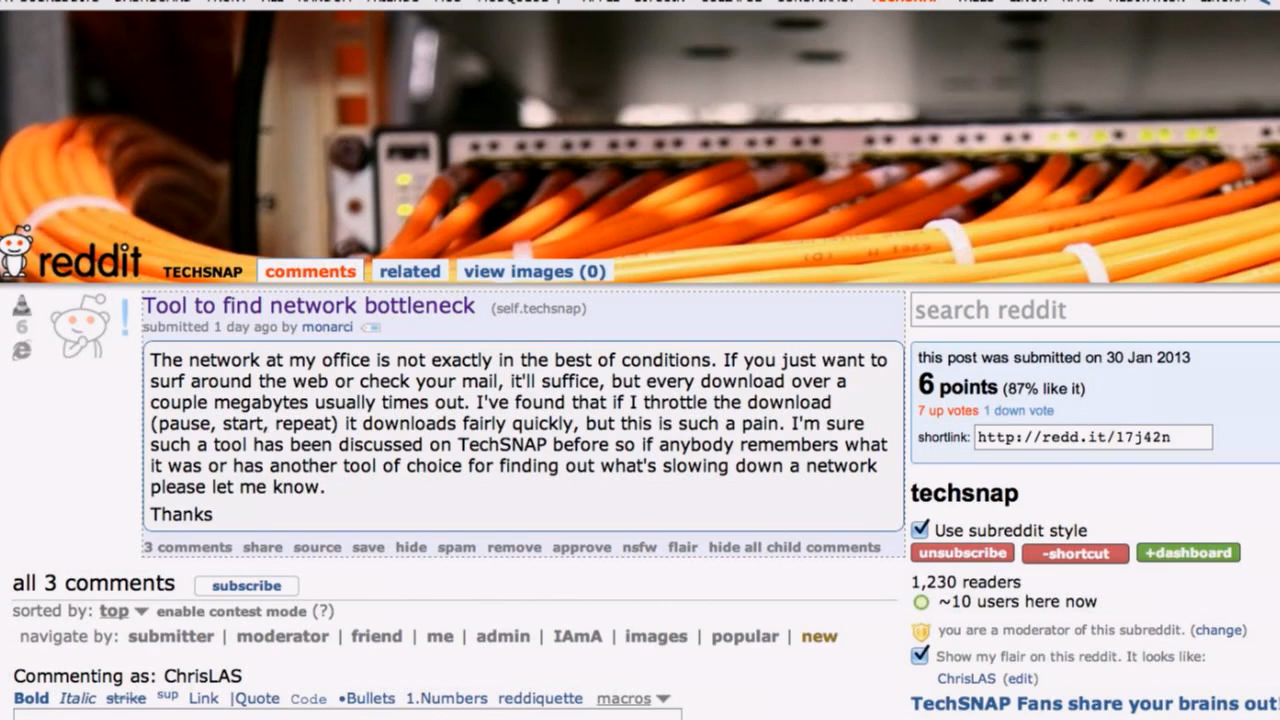 reddit TECHSNAP comments related view images (0)
Tool to find network bottleneck (self.techsnap)
submitted 1 day ago by monarci
6
The network at my office is not exactly in the best of conditions. If you just want to
surf around the web or check your mail, it'll suffice, but every download over a
couple megabytes usually times out. I've found that if I throttle the download
(pause, start, repeat) it downloads fairly quickly, but this is such a pain. I'm sure
such a tool has been discussed on TechSNAP before so if anybody remembers what
it was or has another tool of choice for finding out what's slowing down a network
please let me know.
Thanks
3 comments share source save hide spam remove approve nsfw flair hide all child comments
all 3 comments subscribe
sorted by: top enable contest mode (?)
navigate by: submitter | moderator | friend | me | admin | IAmA | images | popular | new
Commenting as: ChrisLAS
Bold Italic strike sup Link |Quote Code •Bullets 1.Numbers reddiquette macros
search reddit
this post was submitted on 30 Jan 2013
6 points (87% like it)
7 up votes 1 down vote
shortlink: http://redd.it/17j42n
techsnap
Use subreddit style
unsubscribe -shortcut +dashboard
1,230 readers
~10 users here now
you are a moderator of this subreddit. (change)
Show my flair on this reddit. It looks like:
ChrisLAS (edit)
TechSNAP Fans share your brains out!